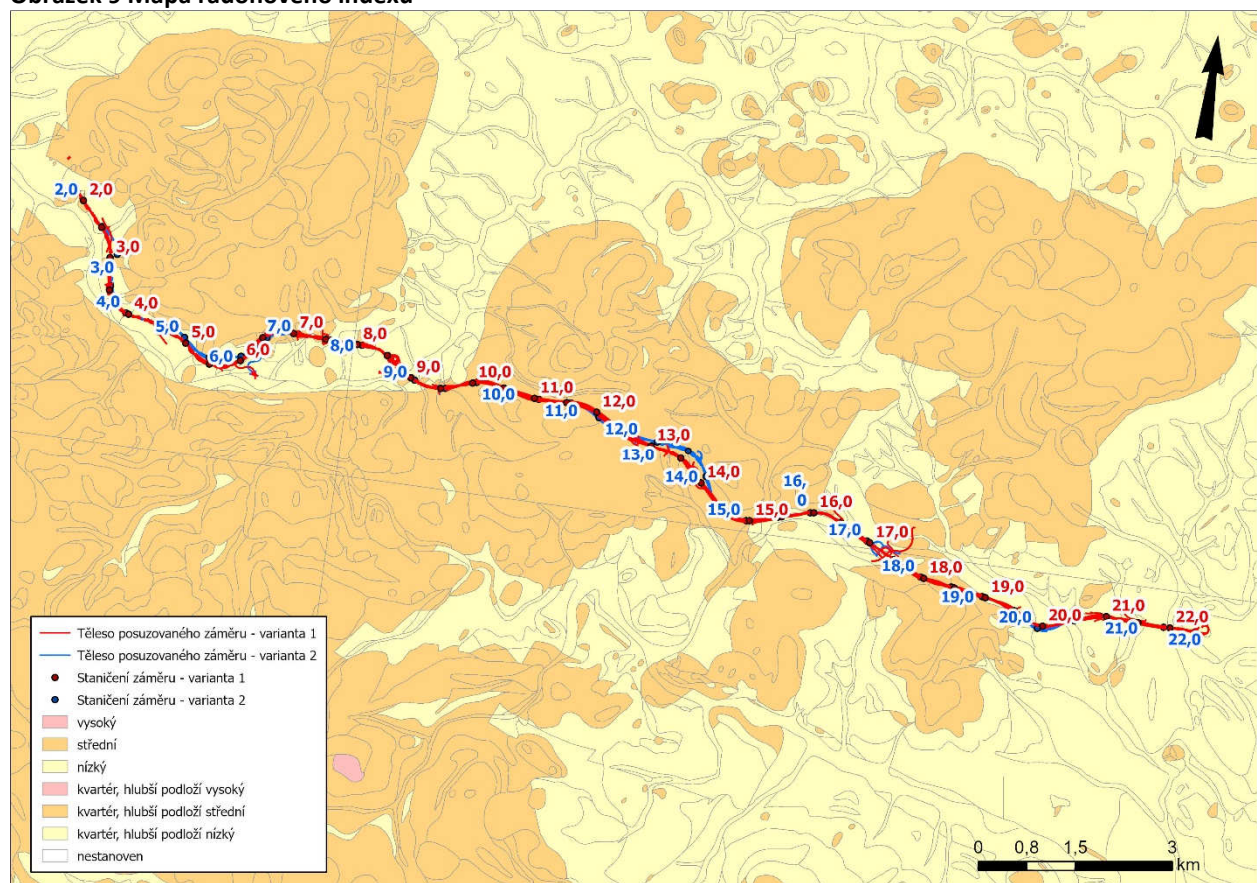 Obrázek 9 Mapa radonového indexu
2,0 2,0
3,0
3,0
4,0 4,0
5,0 5,0
6,0 6,0
7,0 7,0
8,0 8,0
9,0 9,0
10,0
10,0
11,0
11,0
12,0
12,0
13,0
13,0
14,0 14,0
15,0 15,0
16,
0
16,0
17,0 17,0
18,0 18,0
19,0 19,0
20,0 20,0
21,0
21,0
22,0
22,0
Těleso posuzovaného záměru - varianta 1
Těleso posuzovaného záměru - varianta 2
Staničení záměru - varianta 1
Staničení záměru - varianta 2
vysoký
střední
nízký
kvartér, hlubší podloží vysoký
kvartér, hlubší podloží střední
kvartér, hlubší podloží nízký
nestanoven
0 0,8 1,5 3
km